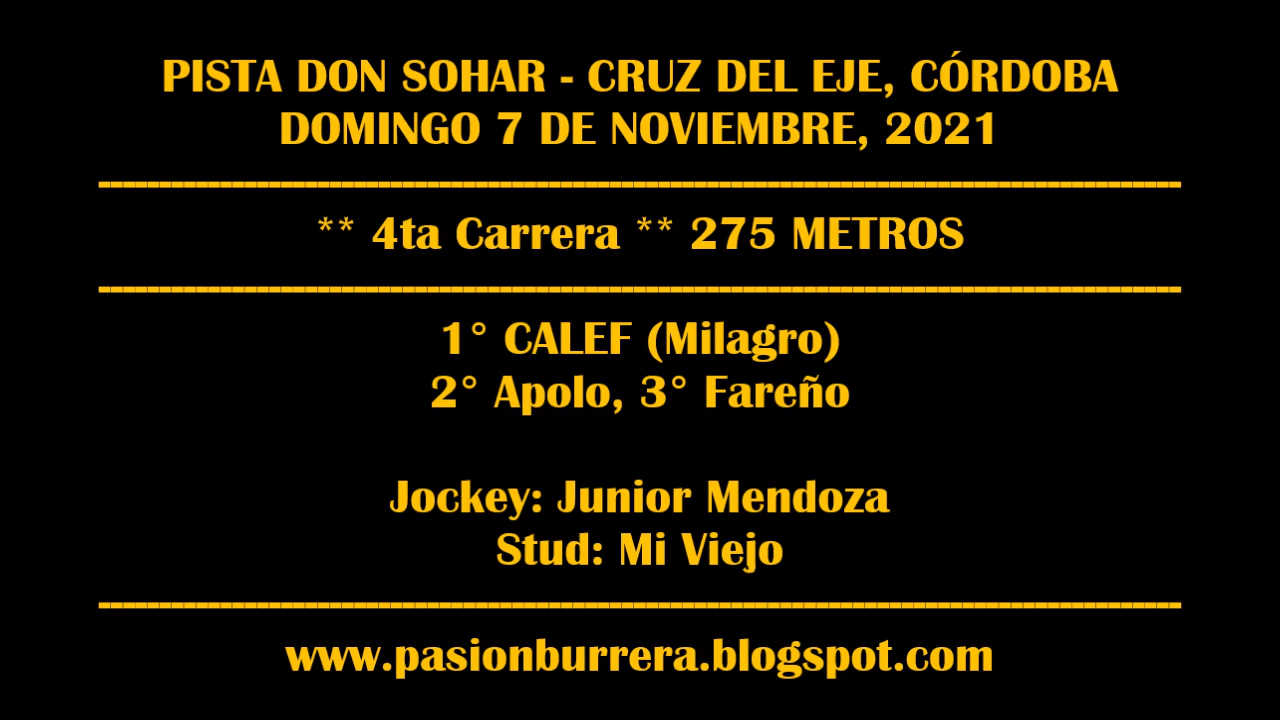 PISTA DON SOHAR - CRUZ DEL EJE, CÓRDOBA
DOMINGO 7 DE NOVIEMBRE, 2021
** 4ta Carrera ** 275 METROS
1° CALEF (Milagro)
2° Apolo, 3° Fareño
Jockey: Junior Mendoza
Stud: Mi Viejo
www.pasionburrera.blogspot.com